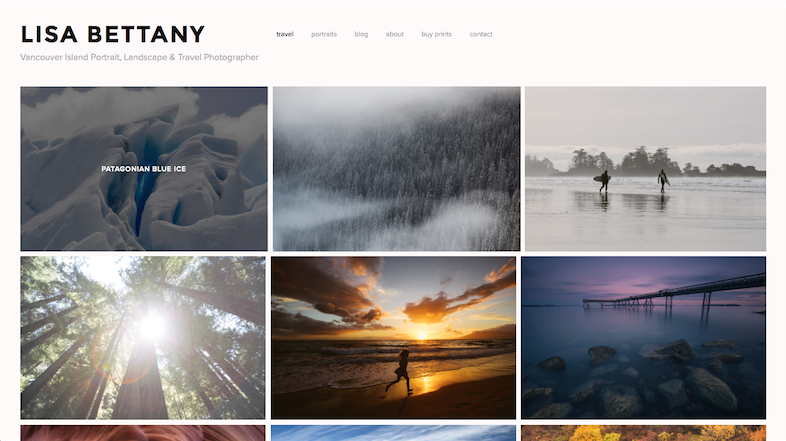 LISA BETTANY
travel portraits blog about buy prints contact
Vancouver Island Portrait, Landscape & Travel Photographer
PATAGONIAN BLUE ICE